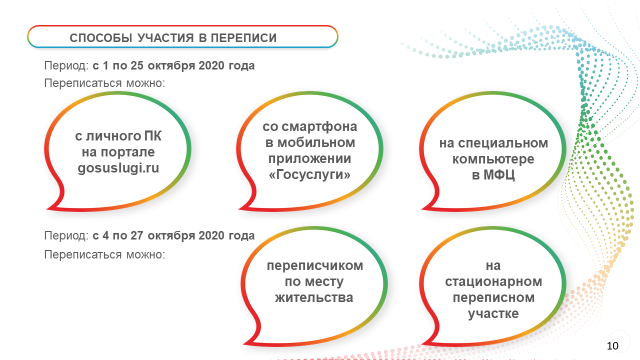 СПОСОБЫ УЧАСТИЯ В ПЕРЕПИСИ
Период: с 1 по 25 октября 2020 года
Переписаться можно:
с личного ПК
на портале
gosuslugi.ru
со смартфона
в мобильном
приложении
«Госуслуги»
на специальном
компьютере
в МФЦ
Период: с 4 по 27 октября 2020 года
Переписаться можно:
переписчиком
по месту
жительства
на
стационарном
переписном
участке
10